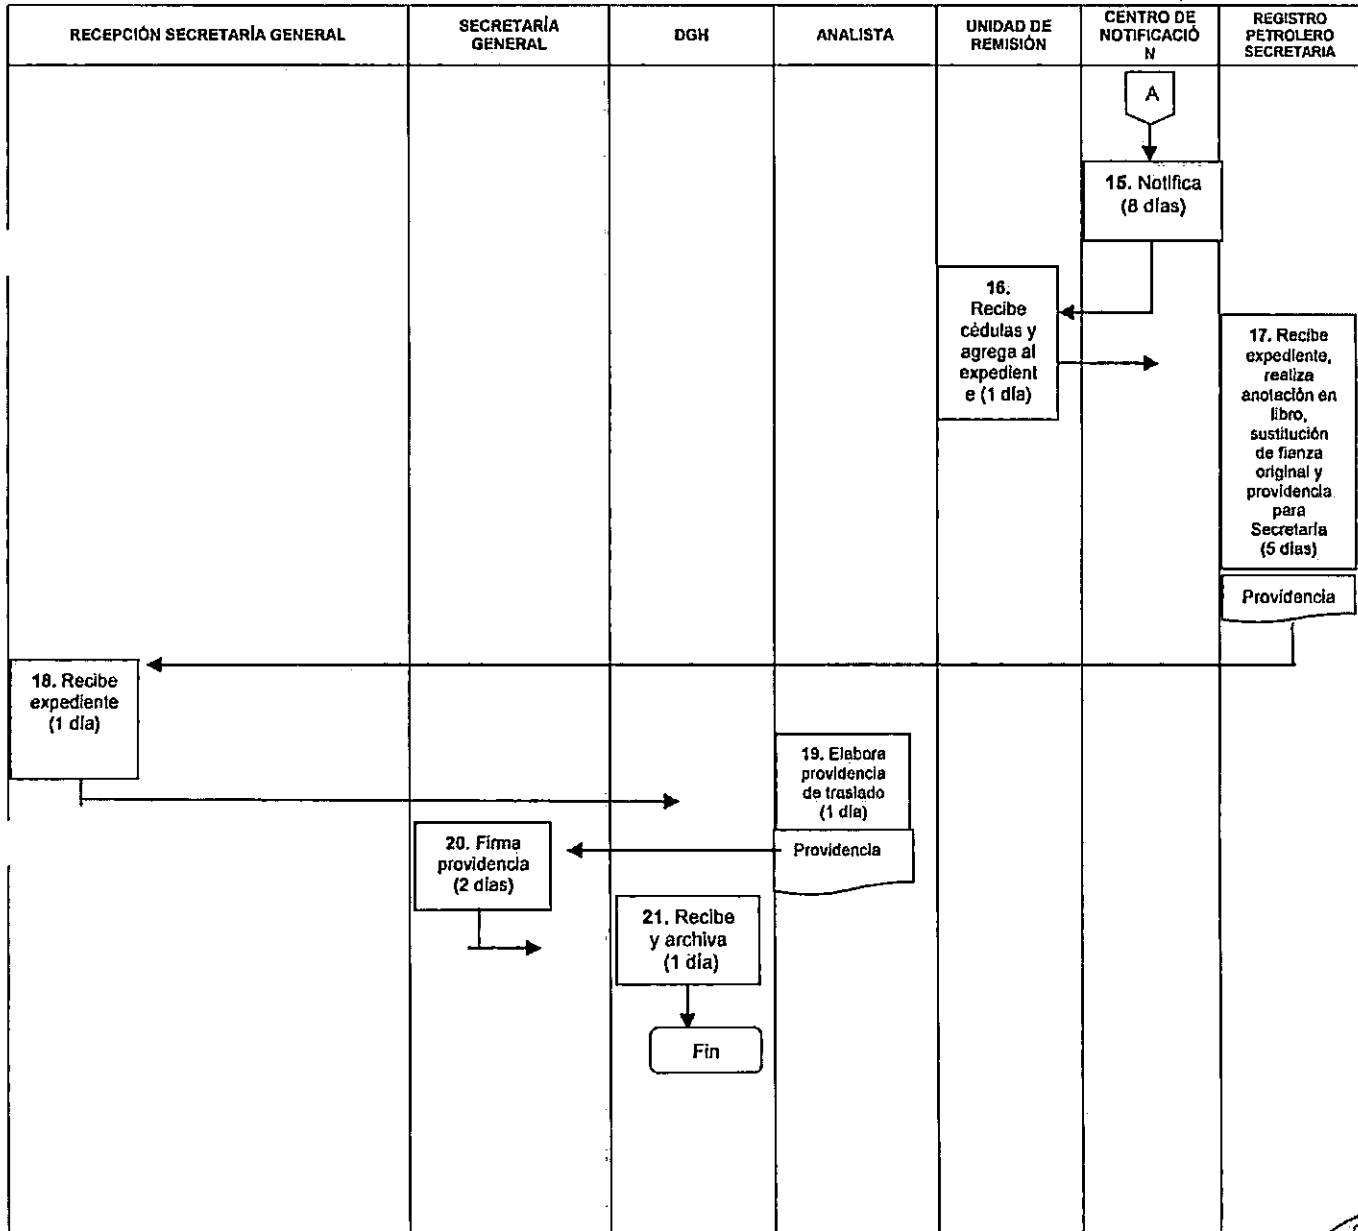 RECEPCIÓN SECRETARÍA GENERAL
SECRETARÍA
GENERAL
DGH
ANALISTA
UNIDAD DE
REMISIÓN
CENTRO DE
NOTIFICACIÓ
N
REGISTRO
PETROLERO
SECRETARIA
A
15. Notifica
(8 días)
16.
Recibe
cédulas y
agrega al
expedient
e (1 día)
17. Recibe
expediente,
realiza
anotación en
libro,
sustitución
de fianza
original y
providencia
para
Secretaría
(5 días)
Providencia
18. Recibe
expediente
(1 día)
19. Elabora
providencia
de traslado
(1 día)
Providencia
20. Firma
providencia
(2 días)
21. Recibe
y archiva
(1 día)
Fin